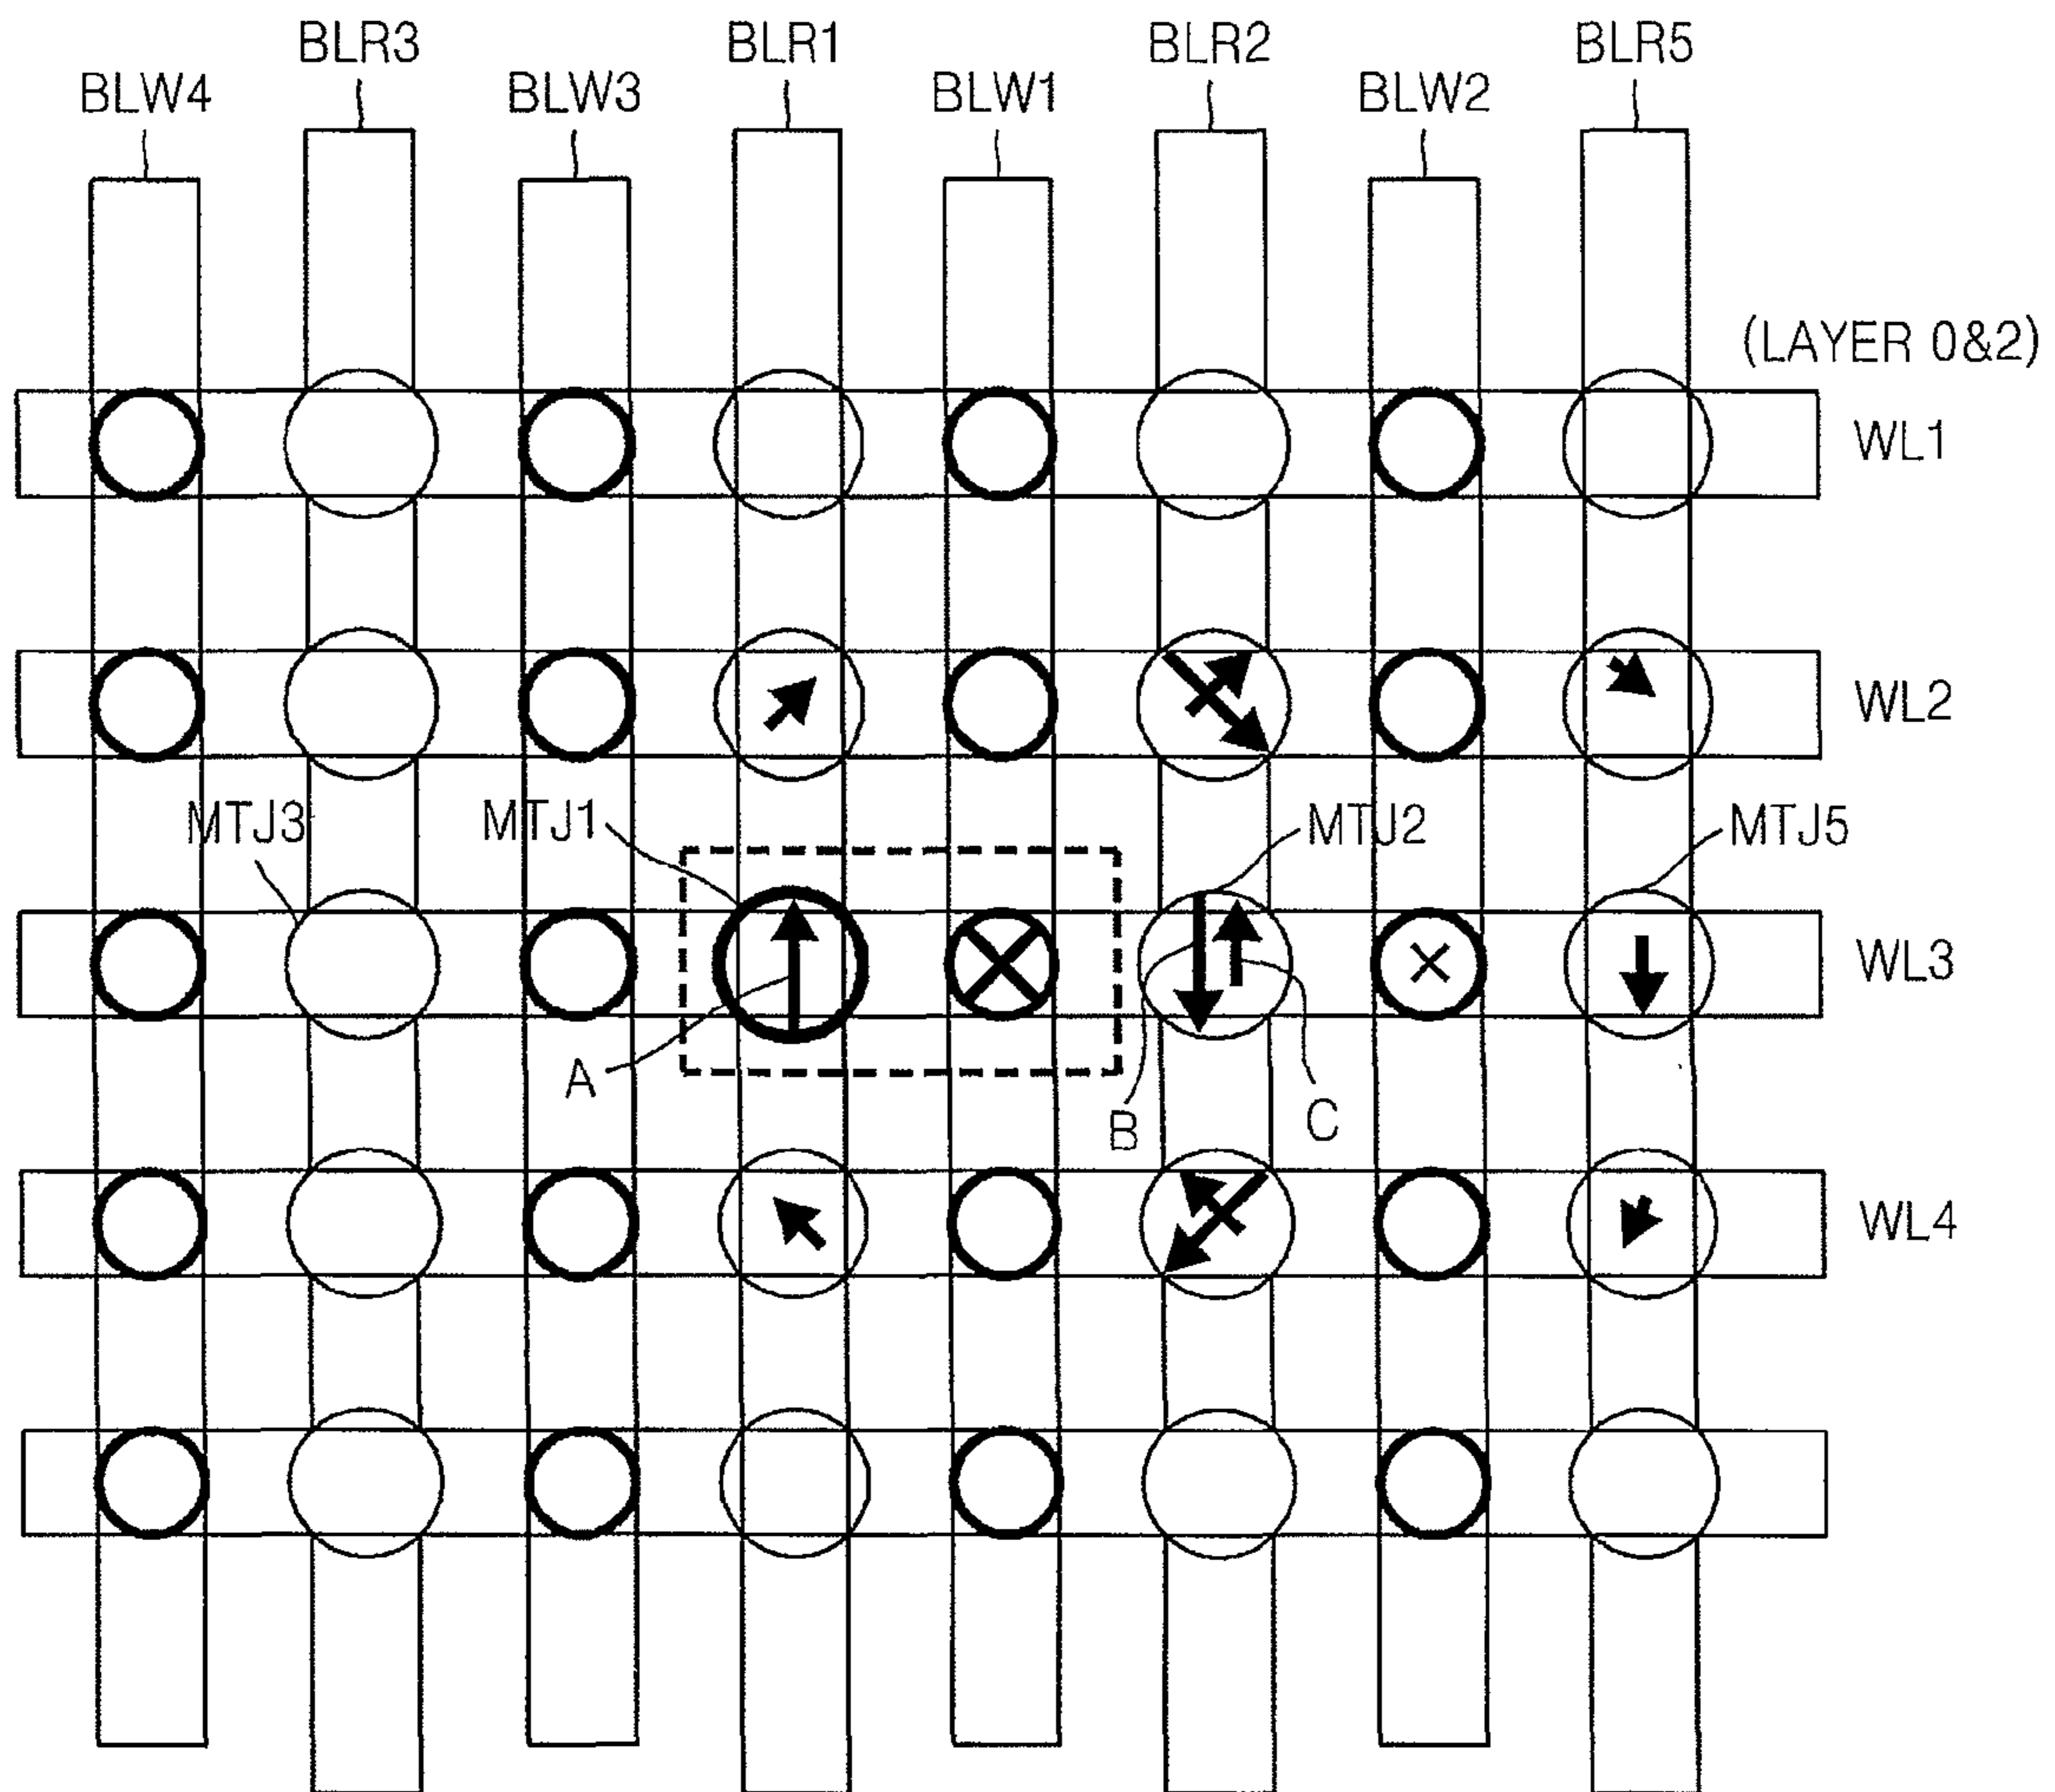 BLR3 BLR1 BLR2 BLR5
BLW4 BLW3 BLW1 BLW2
(LAYER 0&2)
WL1
WL2
MTJ3 MTJ1 MTJ2 MTJ5
WL3
A
B C
WL4